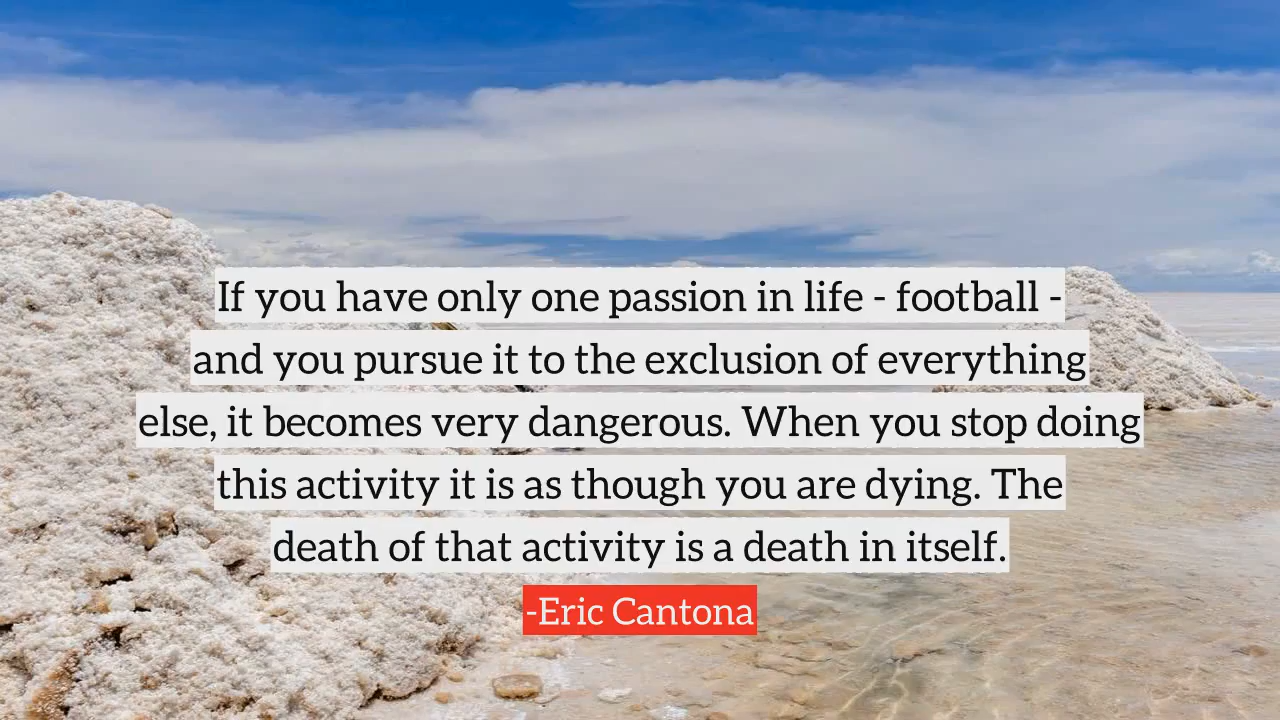 If you have only one passion in life - football -
and you pursue it to the exclusion of everything
else, it becomes very dangerous. When you stop doing
this activity it is as though you are dying. The
death of that activity is a death in itself.
-Eric Cantona